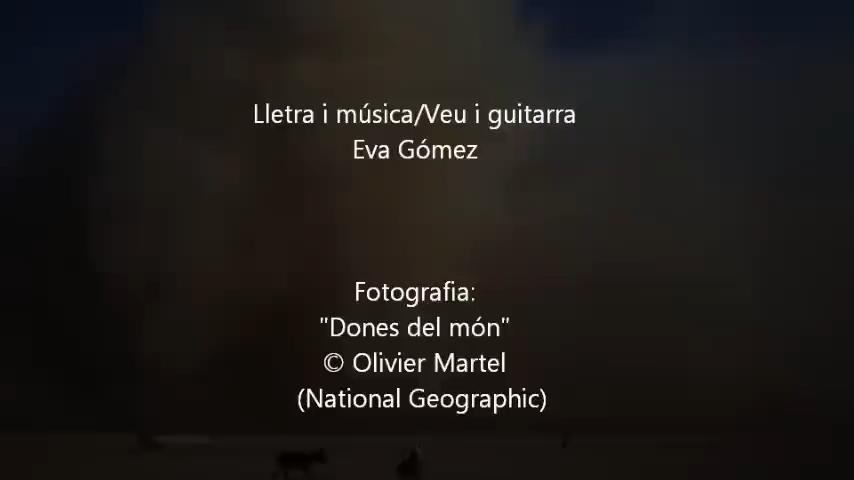 Lletra i música/Veu i guitarra
Eva Gómez
Fotografia:
"Dones del món"
© Olivier Martel
(National Geographic)